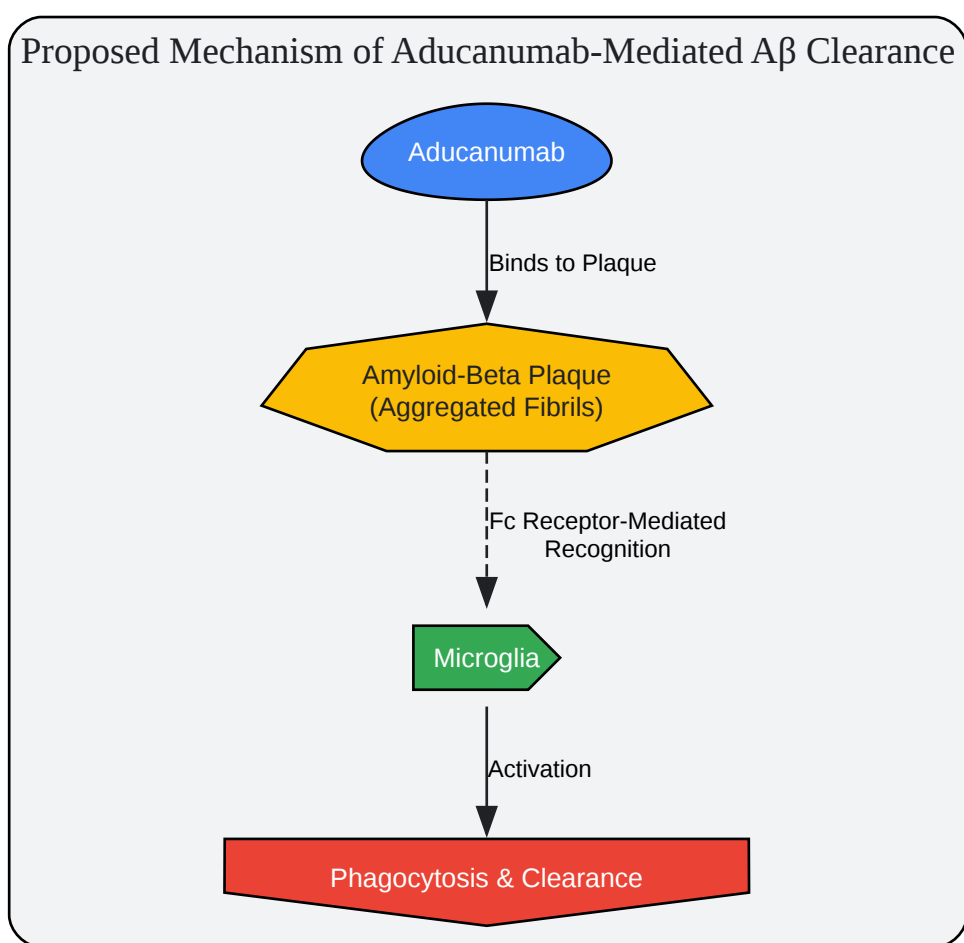 Proposed Mechanism of Aducanumab-Mediated Aβ Clearance
Aducanumab
Binds to Plaque
Amyloid-Beta Plaque
(Aggregated Fibrils)
Fc Receptor-Mediated
Recognition
Microglia
Activation
Phagocytosis & Clearance